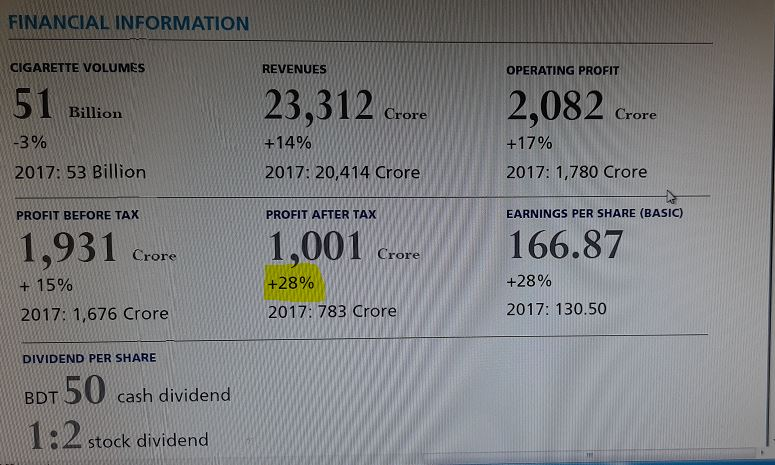 FINANCIAL INFORMATION
CIGARETTE VOLUMES
51 Billion
-3%
2017: 53 Billion
REVENUES
23,312 Crore
+14%
2017: 20,414 Crore
OPERATING PROFIT
2,082 Crore
+17%
2017: 1,780 Crore
PROFIT BEFORE TAX
1,931 Crore
+ 15%
2017: 1,676 Crore
PROFIT AFTER TAX
1,001 Crore
+28%
2017: 783 Crore
EARNINGS PER SHARE (BASIC)
166.87
+28%
2017: 130.50
DIVIDEND PER SHARE
BDT 50 cash dividend
1:2 stock dividend